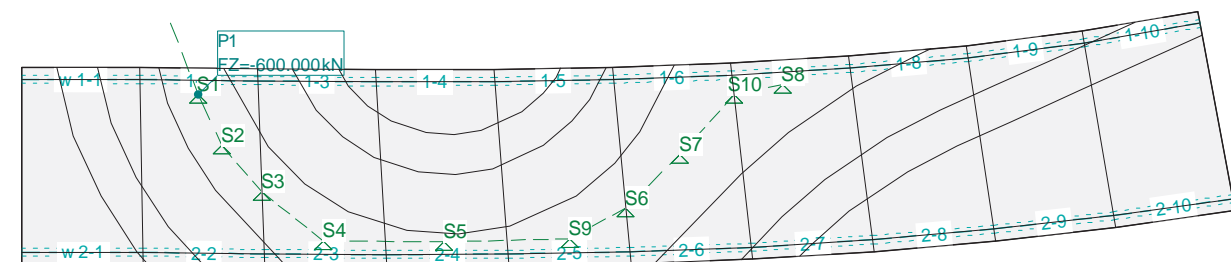 P1
FZ=-600.000kN
w 1-1
1-3
1-4
1-5
1-6
1-8
1-9
1-10
S1
S2
S3
S4
S5
S9
S6
S7
S10
S8
w 2-1
2-2
2-3
2-4
2-5
2-6
2-7
2-8
2-9
2-10